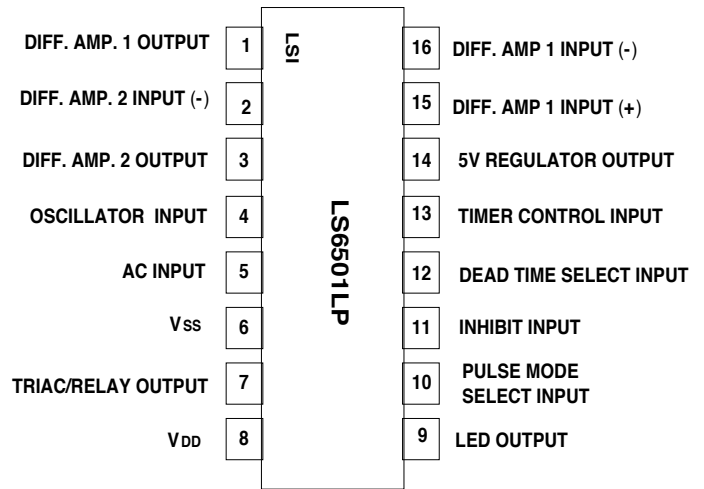 DIFF. AMP. 1 OUTPUT 1 LSI 16 DIFF. AMP 1 INPUT (-)
DIFF. AMP. 2 INPUT (-) 2 15 DIFF. AMP 1 INPUT (+)
DIFF. AMP. 2 OUTPUT 3 14 5V REGULATOR OUTPUT
OSCILLATOR INPUT 4 13 TIMER CONTROL INPUT
LS6501LP
AC INPUT 5 12 DEAD TIME SELECT INPUT
VSS 6 11 INHIBIT INPUT
TRIAC/RELAY OUTPUT 7 10 PULSE MODE
SELECT INPUT
VDD 8 9 LED OUTPUT